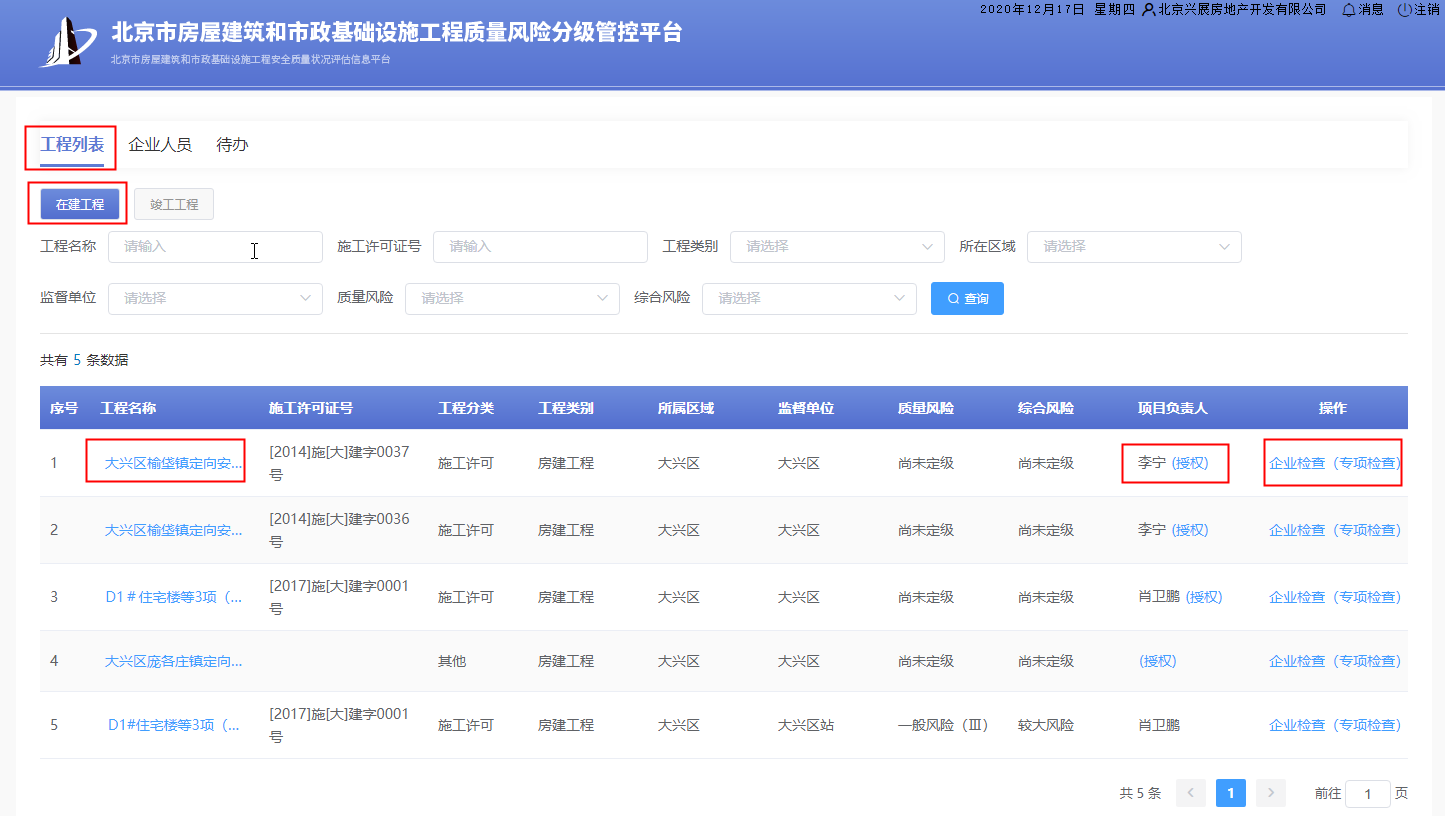 2020年12月17日 星期四 北京兴展房地产开发有限公司 消息 注销
北京市房屋建筑和市政基础设施工程质量风险分级管控平台
北京市房屋建筑和市政基础设施工程安全质量状况评估信息平台
工程列表 企业人员 待办
在建工程 竣工工程
工程名称 请输入 施工许可证号 请输入 工程类别 请选择 所在区域 请选择
监督单位 请选择 质量风险 请选择 综合风险 请选择 查询
共有 5 条数据
序号 工程名称 施工许可证号 工程分类 工程类别 所属区域 监督单位 质量风险 综合风险 项目负责人 操作
1 大兴区榆垡镇定向安... [2014]施[大]建字0037号 施工许可 房建工程 大兴区 大兴区 尚未定级 尚未定级 李宁 (授权) 企业检查（专项检查）
2 大兴区榆垡镇定向安... [2014]施[大]建字0036号 施工许可 房建工程 大兴区 大兴区 尚未定级 尚未定级 李宁 (授权) 企业检查（专项检查）
3 D1＃住宅楼等3项（... [2017]施[大]建字0001号 施工许可 房建工程 大兴区 大兴区 尚未定级 尚未定级 肖卫鹏 (授权) 企业检查（专项检查）
4 大兴区庞各庄镇定向... 其他 房建工程 大兴区 大兴区 尚未定级 尚未定级 (授权) 企业检查（专项检查）
5 D1#住宅楼等3项（... [2017]施[大]建字0001号 施工许可 房建工程 大兴区 大兴区站 一般风险（Ⅲ） 较大风险 肖卫鹏 企业检查（专项检查）
共 5 条 < 1 > 前往 1 页